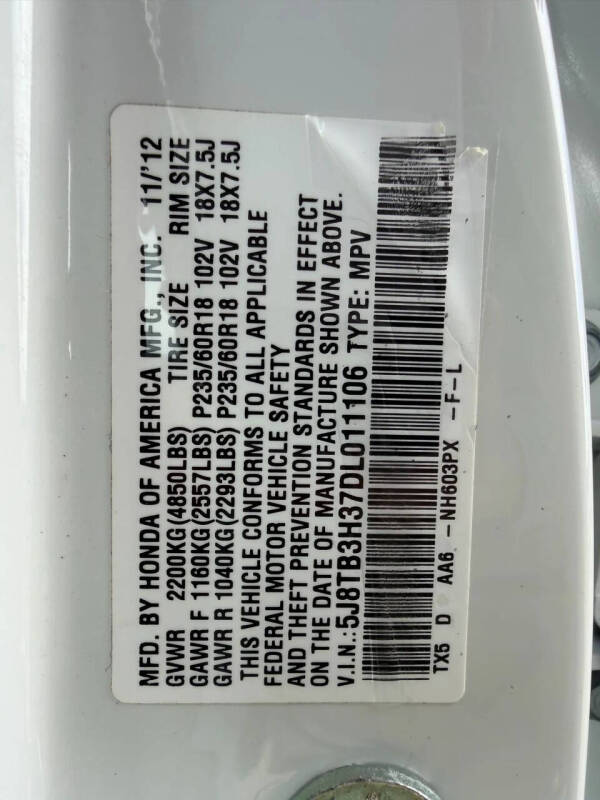 MFD. BY HONDA OF AMERICA MFG., INC. 11/'12
GVWR 2200KG(4850LBS) TIRE SIZE RIM SIZE
GAWR F 1160KG(2557LBS) P235/60R18 102V 18X7.5J
GAWR R 1040KG(2293LBS) P235/60R18 102V 18X7.5J
THIS VEHICLE CONFORMS TO ALL APPLICABLE
FEDERAL MOTOR VEHICLE SAFETY
AND THEFT PREVENTION STANDARDS IN EFFECT
ON THE DATE OF MANUFACTURE SHOWN ABOVE.
V.I.N.:5J8TB3H37DL011106 TYPE: MPV
TX5 D AA6 -NH603PX -F-L